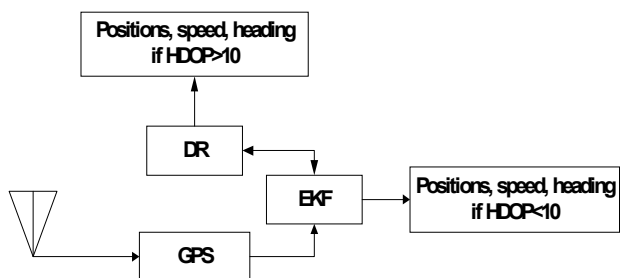 Positions, speed, heading
if HDOP>10
DR
EKF
Positions, speed, heading
if HDOP<10
GPS